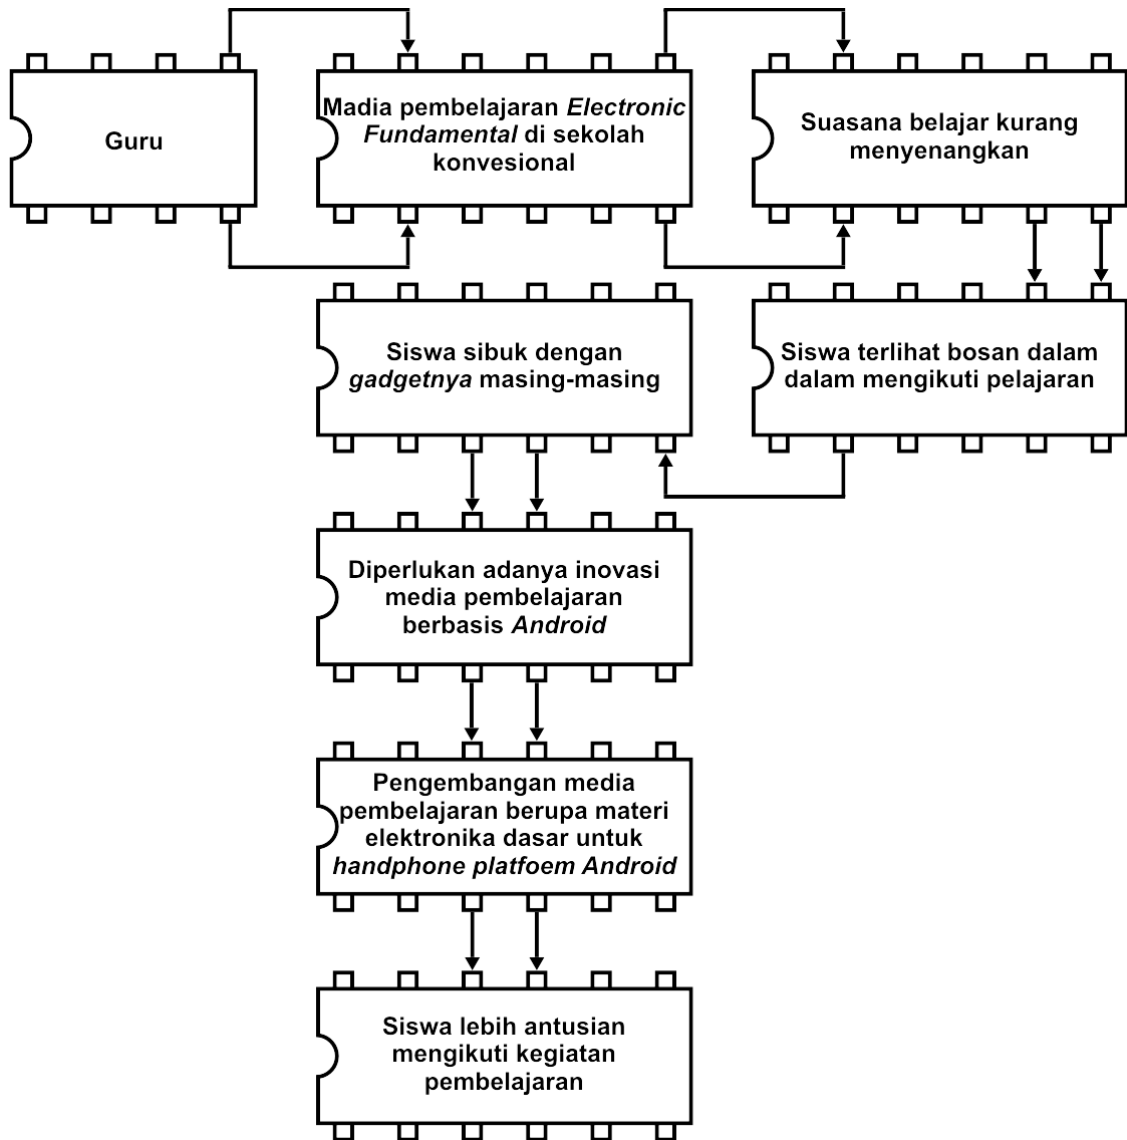 Guru
Madia pembelajaran Electronic
Fundamental di sekolah
konvesional
Suasana belajar kurang
menyenangkan
Siswa sibuk dengan
gadgetnya masing-masing
Siswa terlihat bosan dalam
dalam mengikuti pelajaran
Diperlukan adanya inovasi
media pembelajaran
berbasis Android
Pengembangan media
pembelajaran berupa materi
elektronika dasar untuk
handphone platfoem Android
Siswa lebih antusian
mengikuti kegiatan
pembelajaran